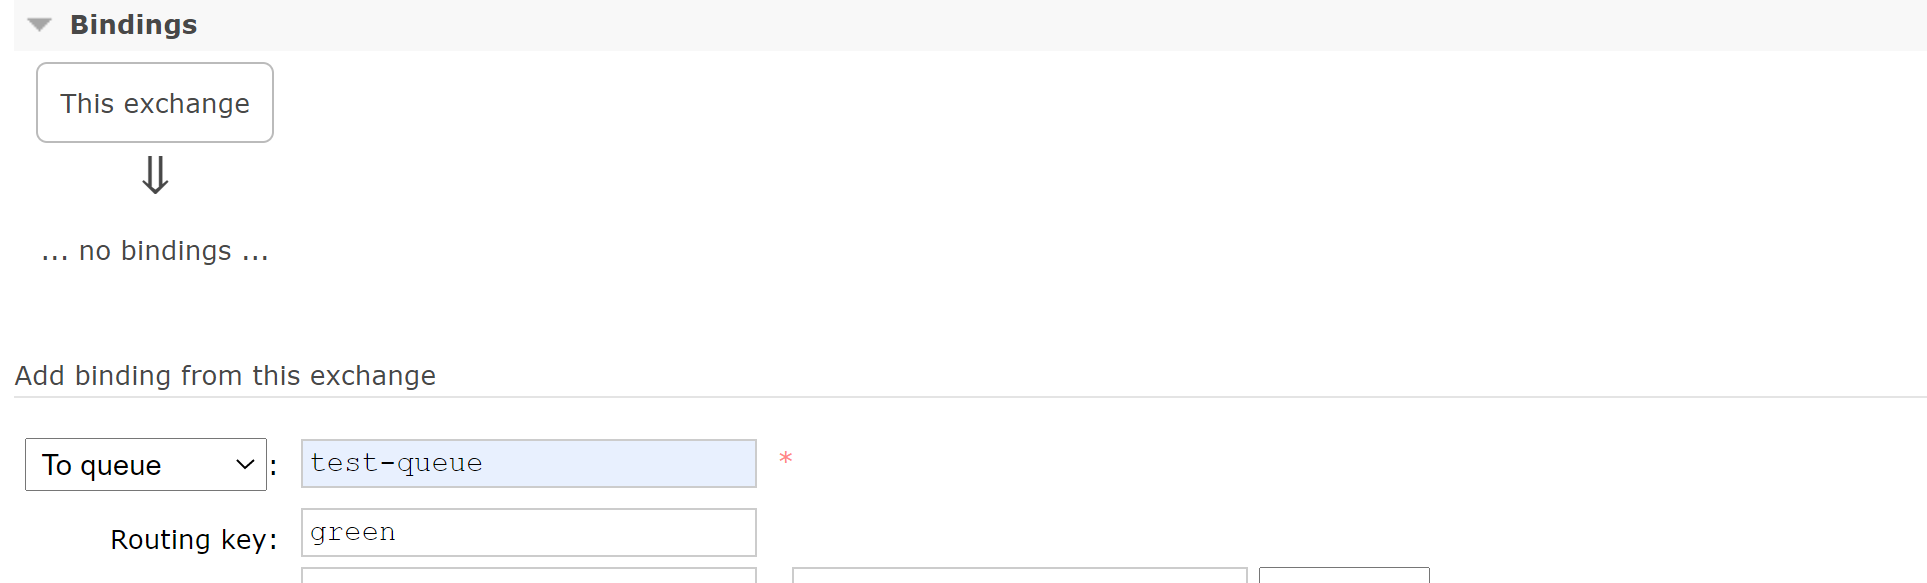 Bindings
This exchange
⇓
... no bindings ...
Add binding from this exchange
To queue : test-queue *
Routing key: green